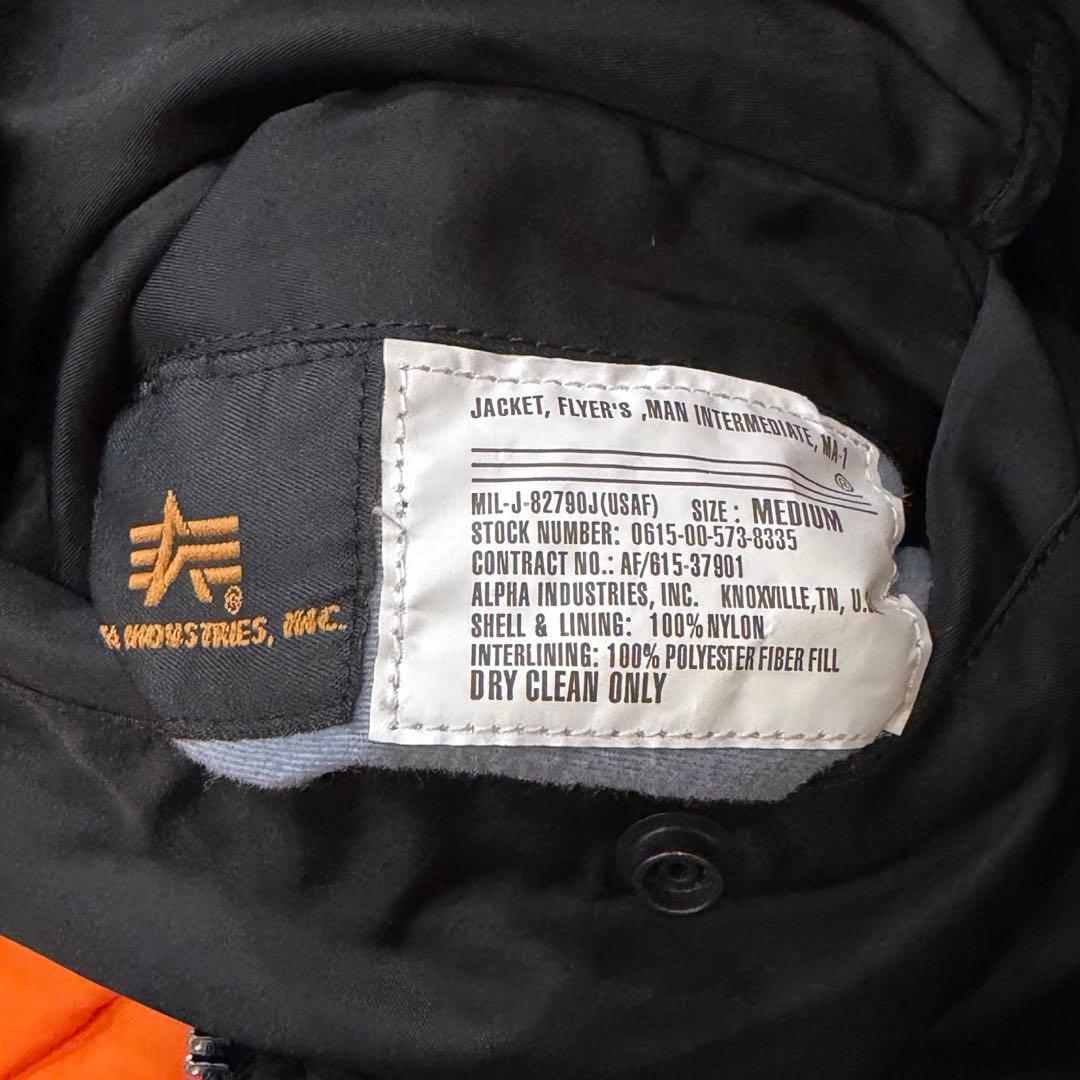 JACKET, FLYER'S ,MAN INTERMEDIATE, MA-1
®
MIL-J-82790J(USAF) SIZE: MEDIUM
STOCK NUMBER: 0615-00-573-8335
CONTRACT NO.: AF/615-37901
ALPHA INDUSTRIES, INC. KNOXVILLE,TN,
SHELL & LINING: 100% NYLON
INTERLINING: 100% POLYESTER FIBER FILL
DRY CLEAN ONLY
®
INDUSTRIES, INC.